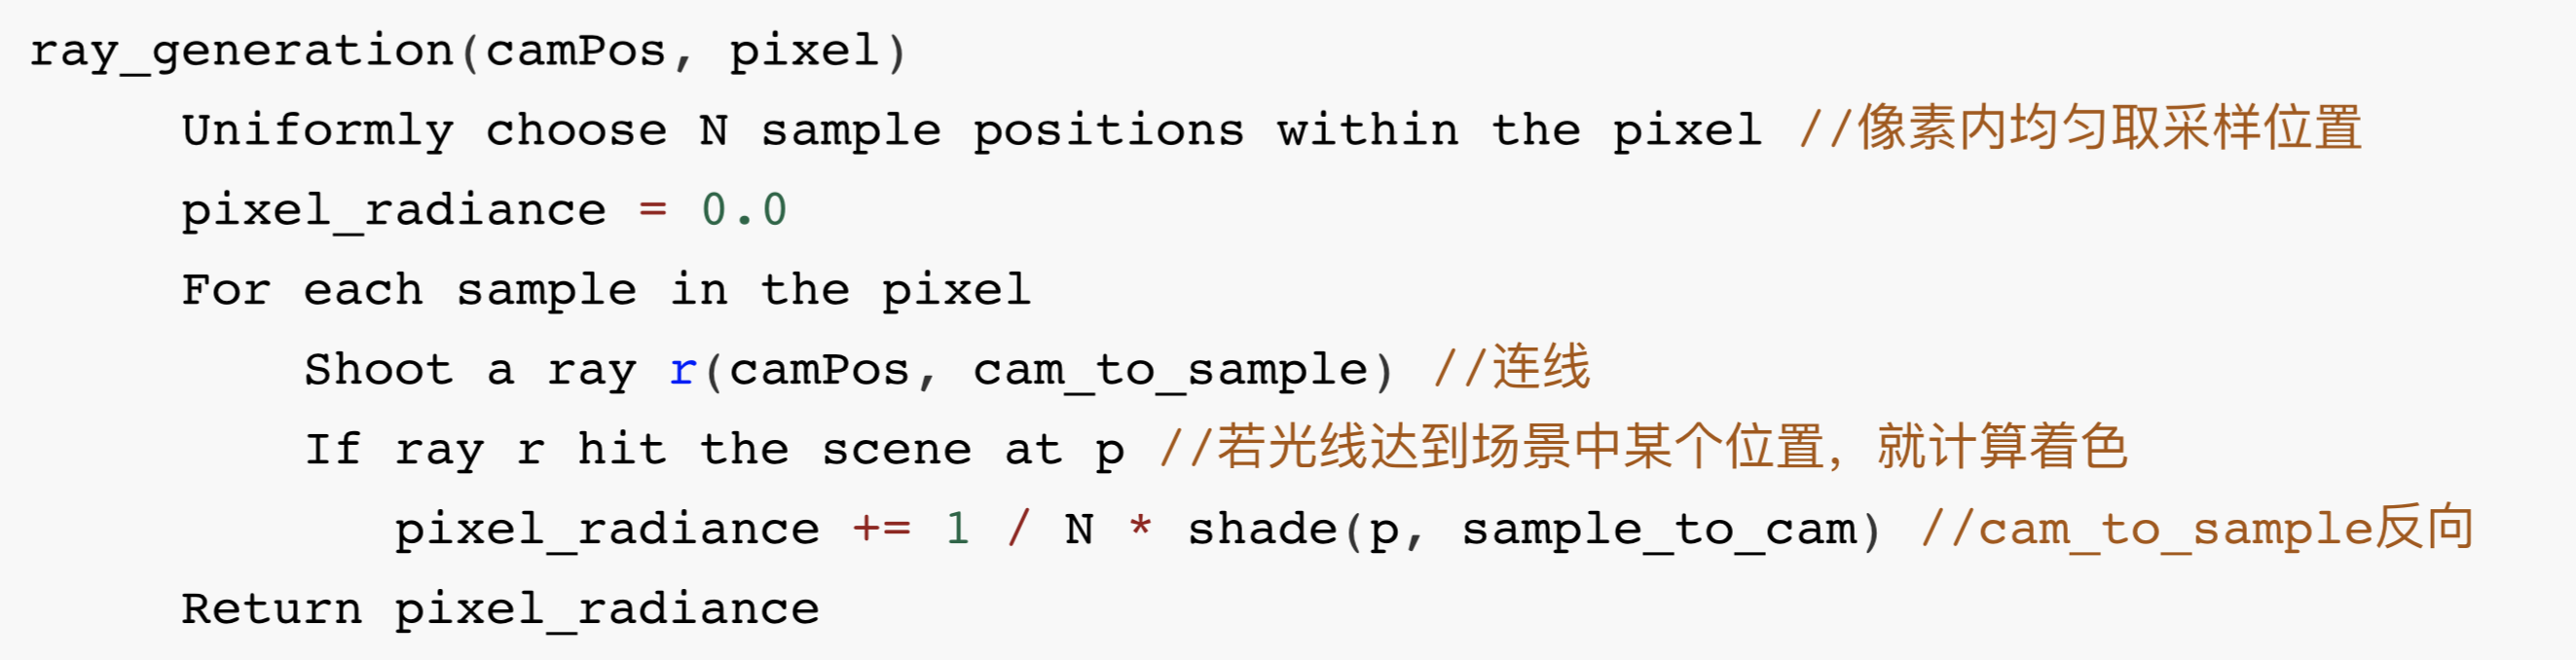 ray_generation(camPos, pixel)
Uniformly choose N sample positions within the pixel //像素内均匀取采样位置
pixel_radiance = 0.0
For each sample in the pixel
Shoot a ray r(camPos, cam_to_sample) //连线
If ray r hit the scene at p //若光线达到场景中某个位置，就计算着色
pixel_radiance += 1 / N * shade(p, sample_to_cam) //cam_to_sample反向
Return pixel_radiance